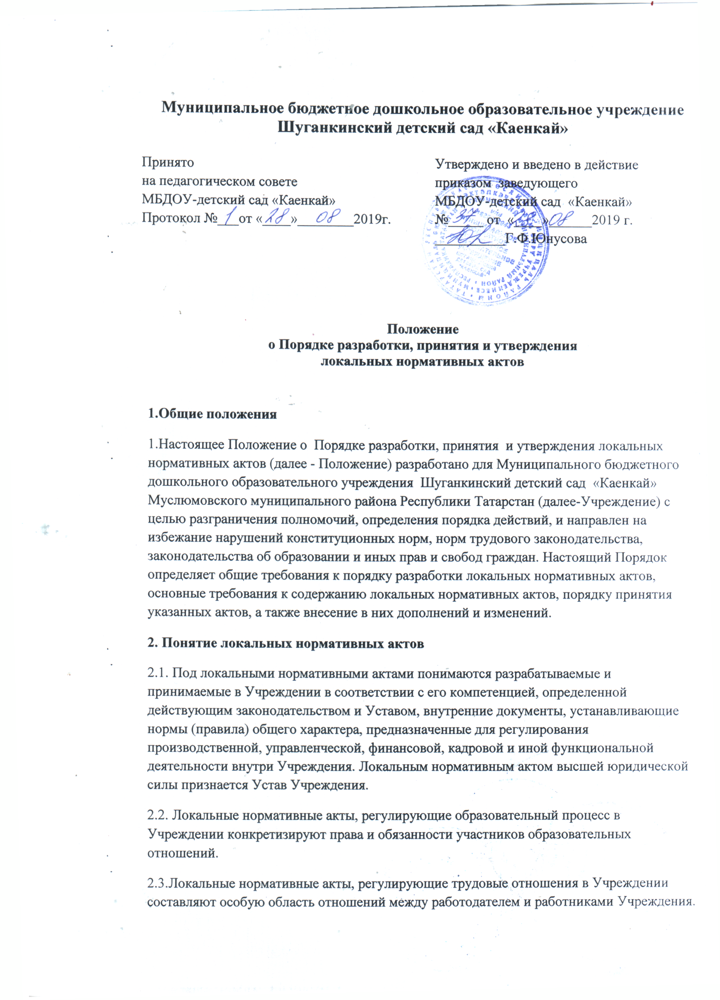 Муниципальное бюджетное дошкольное образовательное учреждение
Шуганкинский детский сад «Каенкай»
Принято
на педагогическом совете
МБДОУ-детский сад «Каенкай»
Протокол №___1___от «_28_»___08___2019г.
Утверждено и введено в действие
приказом заведующего
МБДОУ-детский сад «Каенкай»
№_37_ от «_28_»_08_2019 г.
__________Г.Ф.Юнусова
Положение
о Порядке разработки, принятия и утверждения
локальных нормативных актов
1.Общие положения
1.Настоящее Положение о Порядке разработки, принятия и утверждения локальных
нормативных актов (далее - Положение) разработано для Муниципального бюджетного
дошкольного образовательного учреждения Шуганкинский детский сад «Каенкай»
Муслюмовского муниципального района Республики Татарстан (далее-Учреждение) с
целью разграничения полномочий, определения порядка действий, и направлен на
избежание нарушений конституционных норм, норм трудового законодательства,
законодательства об образовании и иных прав и свобод граждан. Настоящий Порядок
определяет общие требования к порядку разработки локальных нормативных актов,
основные требования к содержанию локальных нормативных актов, порядку принятия
указанных актов, а также внесение в них дополнений и изменений.
2. Понятие локальных нормативных актов
2.1. Под локальными нормативными актами понимаются разрабатываемые и
принимаемые в Учреждении в соответствии с его компетенцией, определенной
действующим законодательством и Уставом, внутренние документы, устанавливающие
нормы (правила) общего характера, предназначенные для регулирования
производственной, управленческой, финансовой, кадровой и иной функциональной
деятельности внутри Учреждения. Локальным нормативным актом высшей юридической
силы признается Устав Учреждения.
2.2. Локальные нормативные акты, регулирующие образовательный процесс в
Учреждении конкретизируют права и обязанности участников образовательных
отношений.
2.3.Локальные нормативные акты, регулирующие трудовые отношения в Учреждении
составляют особую область отношений между работодателем и работниками Учреждения.